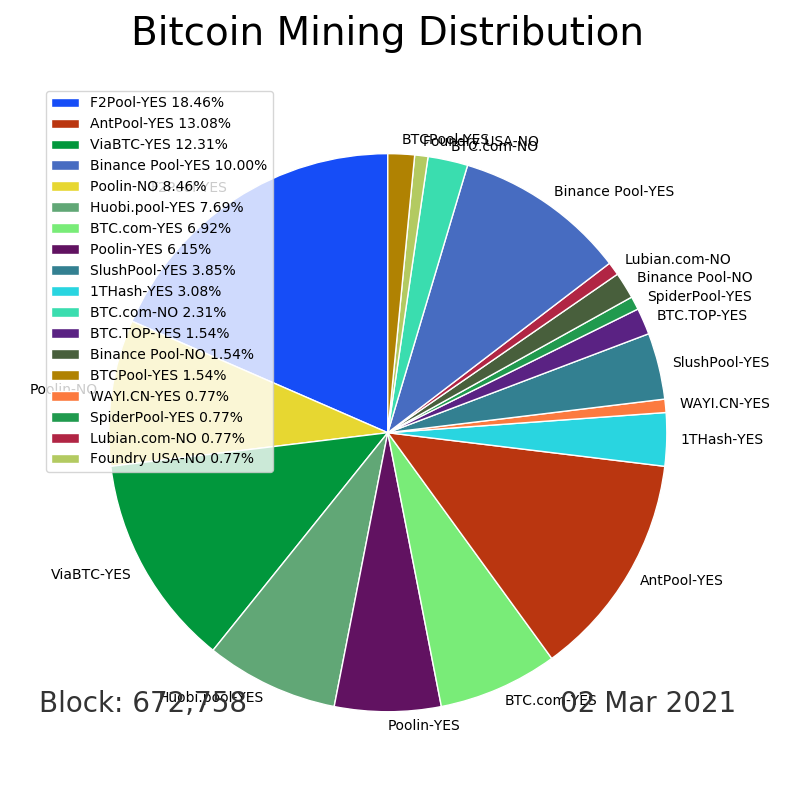 Bitcoin Mining Distribution
F2Pool-YES 18.46%
AntPool-YES 13.08%
ViaBTC-YES 12.31%
Binance Pool-YES 10.00%
Poolin-NO 8.46%
Huobi.pool-YES 7.69%
BTC.com-YES 6.92%
Poolin-YES 6.15%
SlushPool-YES 3.85%
1THash-YES 3.08%
BTC.com-NO 2.31%
BTC.TOP-YES 1.54%
Binance Pool-NO 1.54%
BTCPool-YES 1.54%
WAYI.CN-YES 0.77%
SpiderPool-YES 0.77%
Lubian.com-NO 0.77%
Foundry USA-NO 0.77%
BTCPool-YES
Foundry USA-NO
BTC.com-NO
Binance Pool-YES
Lubian.com-NO
Binance Pool-NO
SpiderPool-YES
BTC.TOP-YES
SlushPool-YES
WAYI.CN-YES
1THash-YES
AntPool-YES
BTC.com-YES
Poolin-YES
Huobi.pool-YES
ViaBTC-YES
Poolin-NO
F2Pool-YES
Block: 672,758
02 Mar 2021